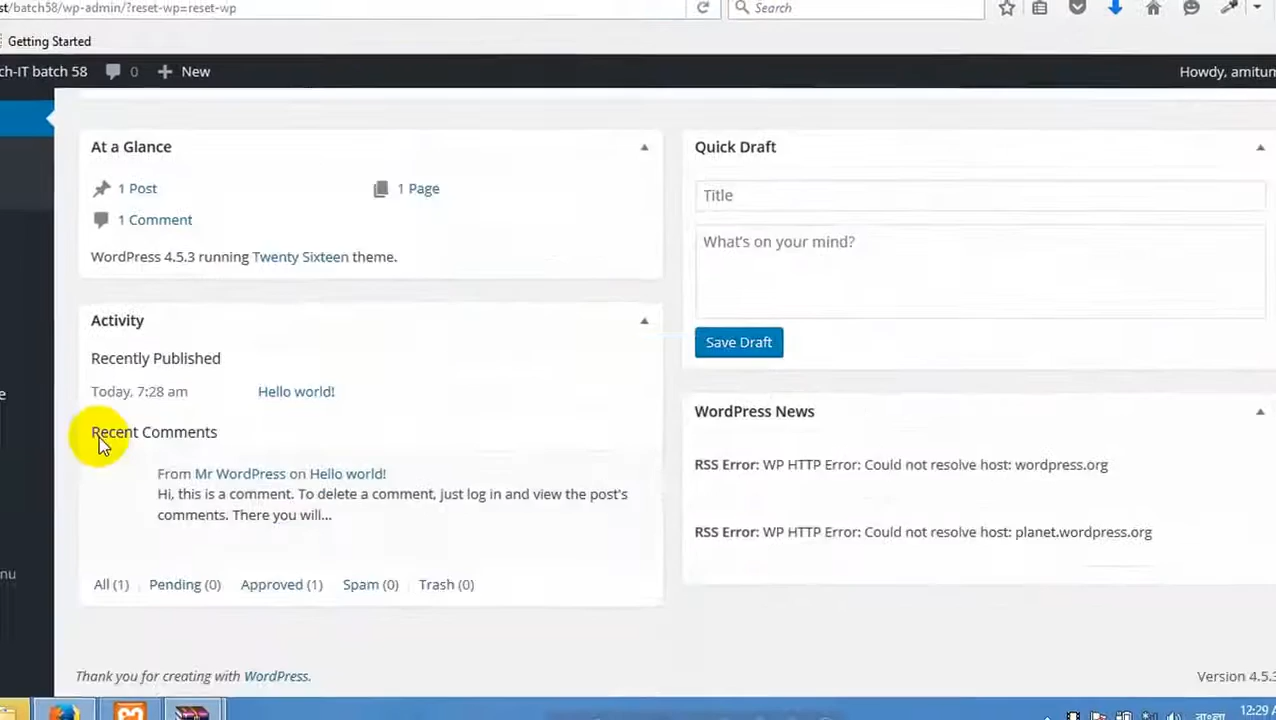 st/batch58/wp-admin/?reset-wp=reset-wp
Search
Getting Started
ch-IT batch 58
0
New
Howdy, amitum
At a Glance
1 Post
1 Page
1 Comment
WordPress 4.5.3 running Twenty Sixteen theme.
Quick Draft
Title
What's on your mind?
Save Draft
Activity
Recently Published
Today, 7:28 am
Hello world!
Recent Comments
From Mr WordPress on Hello world!
Hi, this is a comment. To delete a comment, just log in and view the post's
comments. There you will...
All (1)
Pending (0)
Approved (1)
Spam (0)
Trash (0)
WordPress News
RSS Error: WP HTTP Error: Could not resolve host: wordpress.org
RSS Error: WP HTTP Error: Could not resolve host: planet.wordpress.org
e
nu
Thank you for creating with WordPress.
Version 4.5.3
বাংলা
12:29